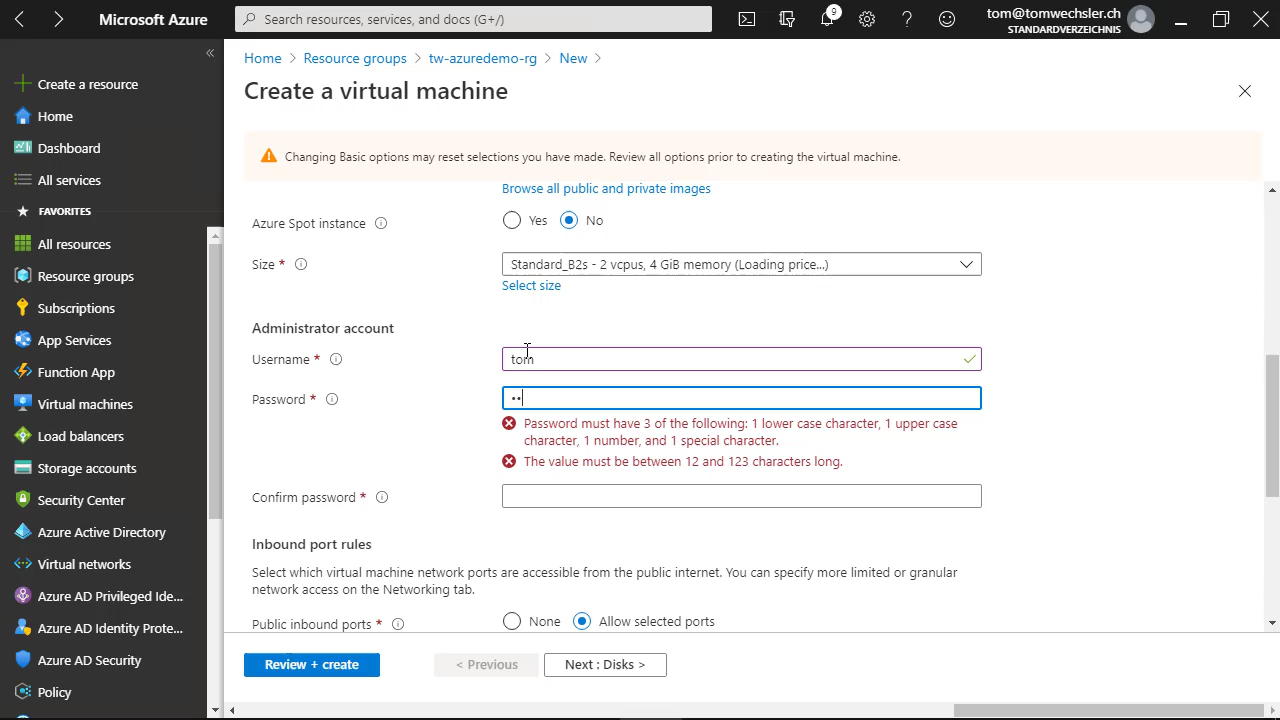 Microsoft Azure
Search resources, services, and docs (G+/)
9
tom@tomwechsler.ch
STANDARDVERZEICHNIS
«
Create a resource
Home
Dashboard
All services
FAVORITES
All resources
Resource groups
Subscriptions
App Services
Function App
Virtual machines
Load balancers
Storage accounts
Security Center
Azure Active Directory
Virtual networks
Azure AD Privileged Ide...
Azure AD Identity Prote...
Azure AD Security
Policy
Home > Resource groups > tw-azuredemo-rg > New >
Create a virtual machine
Changing Basic options may reset selections you have made. Review all options prior to creating the virtual machine.
Browse all public and private images
Azure Spot instance
Yes No
Size *
Standard_B2s - 2 vcpus, 4 GiB memory (Loading price...)
Select size
Administrator account
Username *
tom
Password *
••
Password must have 3 of the following: 1 lower case character, 1 upper case
character, 1 number, and 1 special character.
The value must be between 12 and 123 characters long.
Confirm password *
Inbound port rules
Select which virtual machine network ports are accessible from the public internet. You can specify more limited or granular
network access on the Networking tab.
Public inbound ports *
None Allow selected ports
Review + create
< Previous
Next : Disks >